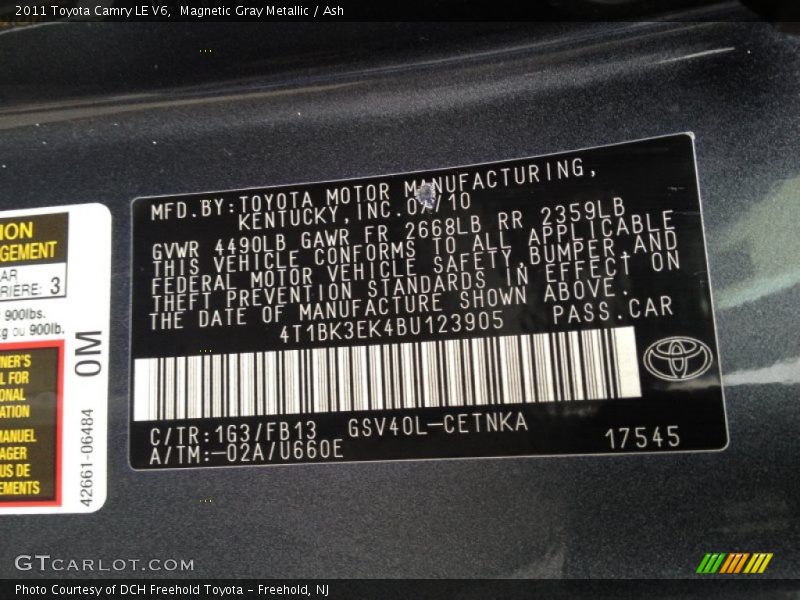 2011 Toyota Camry LE V6,  Magnetic Gray Metallic / Ash
MFD.BY:TOYOTA MOTOR MANUFACTURING,
KENTUCKY,INC. /10
GVWR 4490LB GAWR FR 2668LB RR 2359LB
THIS VEHICLE CONFORMS TO ALL APPLICABLE
FEDERAL MOTOR VEHICLE SAFETY,BUMPER,AND
THEFT PREVENTION STANDARDS IN EFFECT ON
THE DATE OF MANUFACTURE SHOWN ABOVE.
4T1BK3EK4BU123905
PASS.CAR
C/TR:1G3/FB13
GSV40L-CETNKA
A/TM:-02A/U660E
17545
ION
GEMENT
AR
RIÈRE: 3
900lbs.
kg ou 900lb.
NER'S
L FOR
ONAL
ATION
MANUEL
AGER
US DE
EMENTS
0M
42661-06484
GTCARLOT.COM
Photo Courtesy of DCH Freehold Toyota - Freehold, NJ